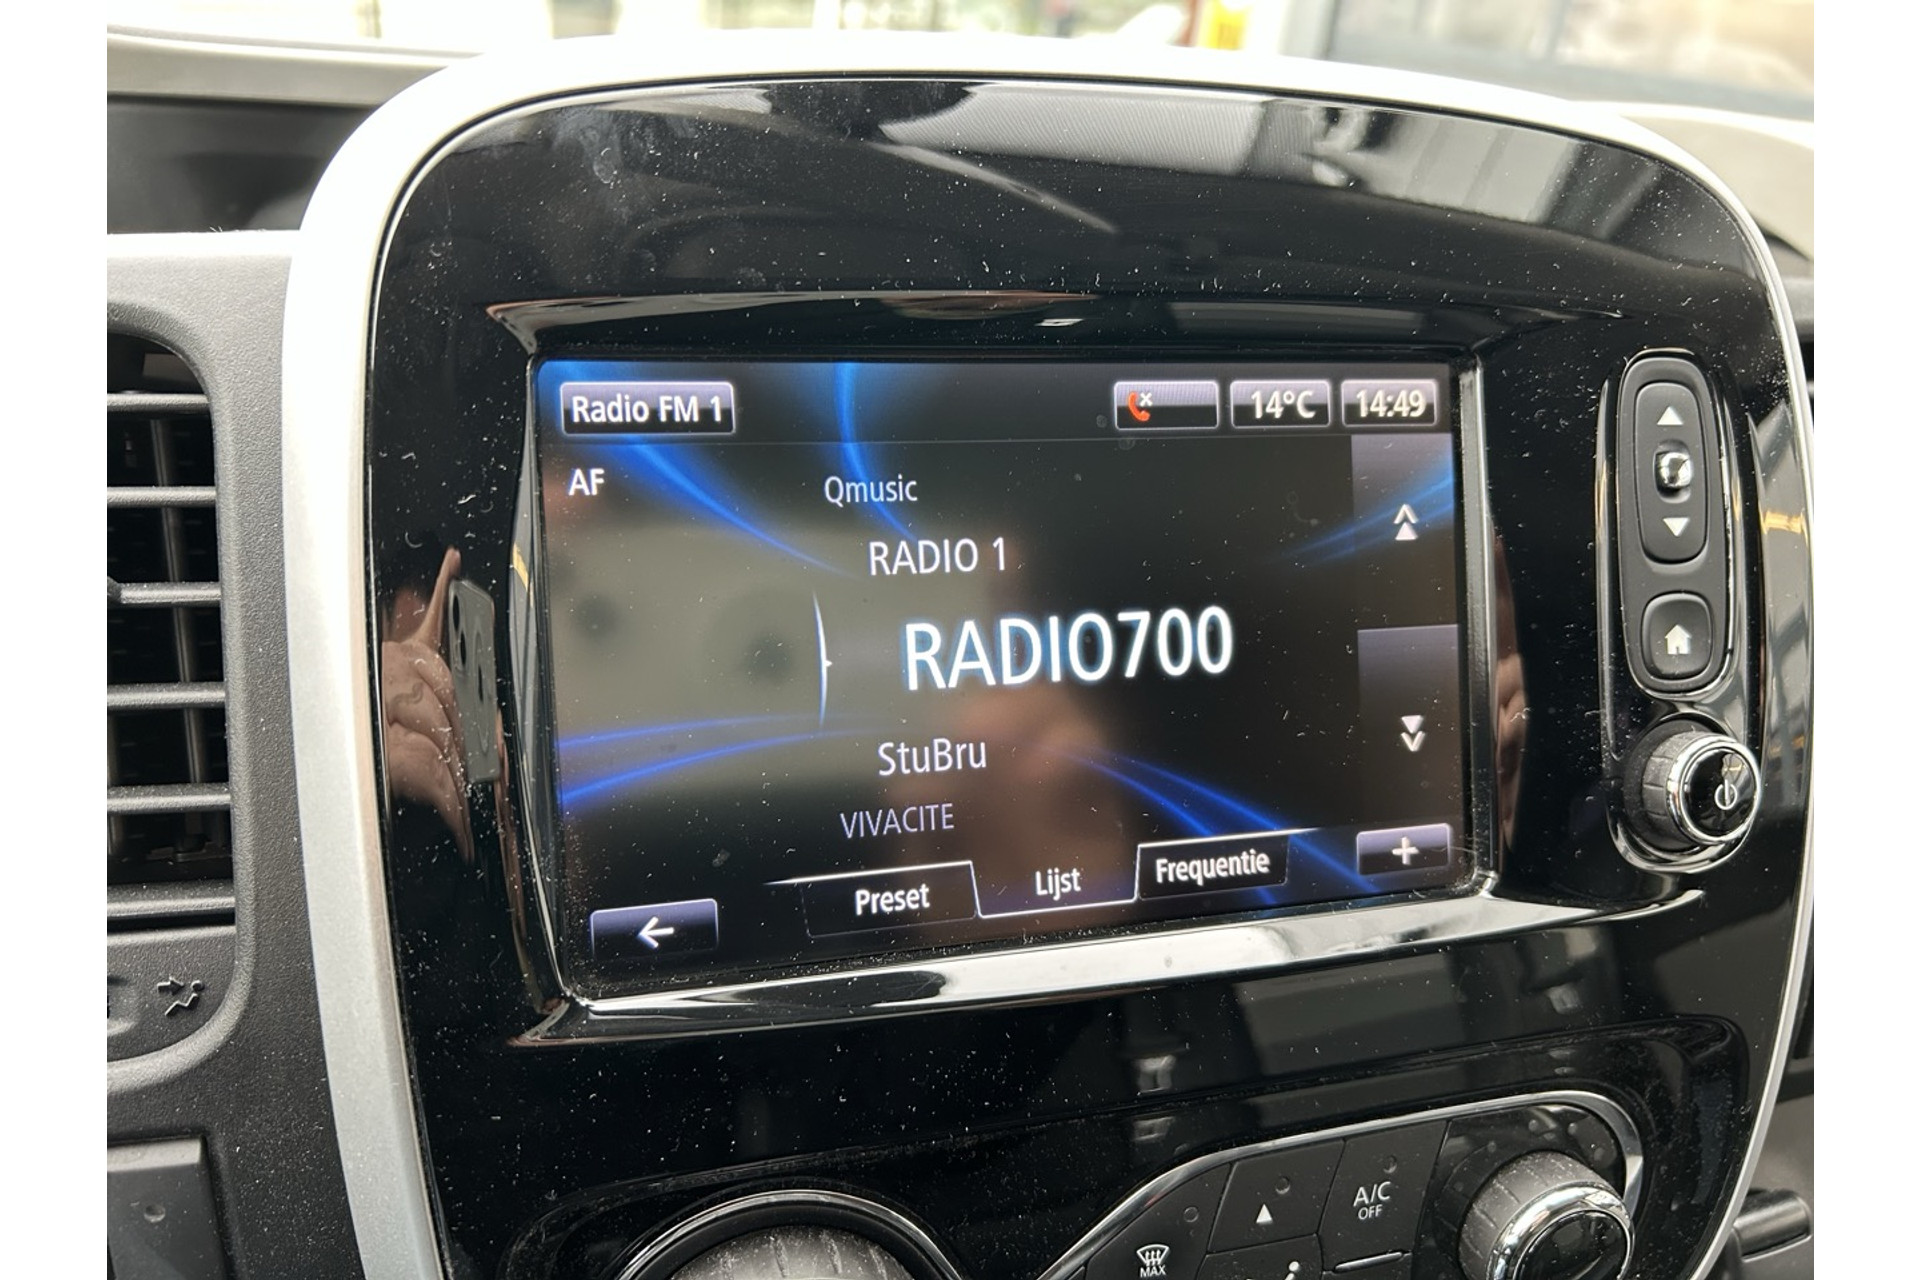 Radio FM 1
14°C
14:49
AF
Qmusic
RADIO 1
RADIO700
StuBru
VIVACITE
Preset
Lijst
Frequentie
A/C
OFF
MAX